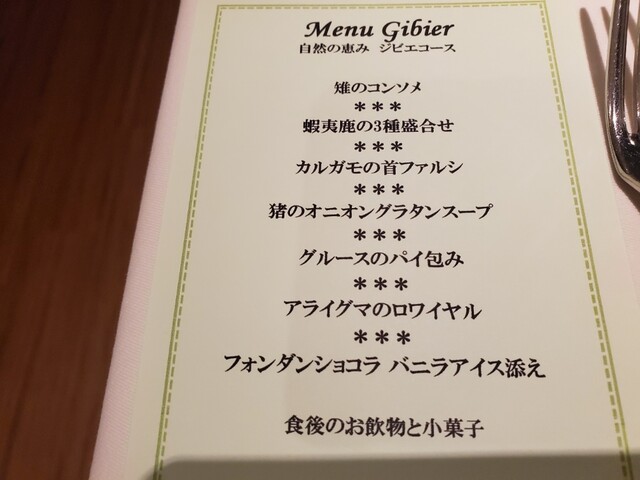 Menu Gibier
自然の恵み ジビエコース
雉のコンソメ
＊＊＊
蝦夷鹿の3種盛合せ
＊＊＊
カルガモの首ファルシ
＊＊＊
猪のオニオングラタンスープ
＊＊＊
グルースのパイ包み
＊＊＊
アライグマのロワイヤル
＊＊＊
フォンダンショコラ バニラアイス添え
食後のお飲物と小菓子